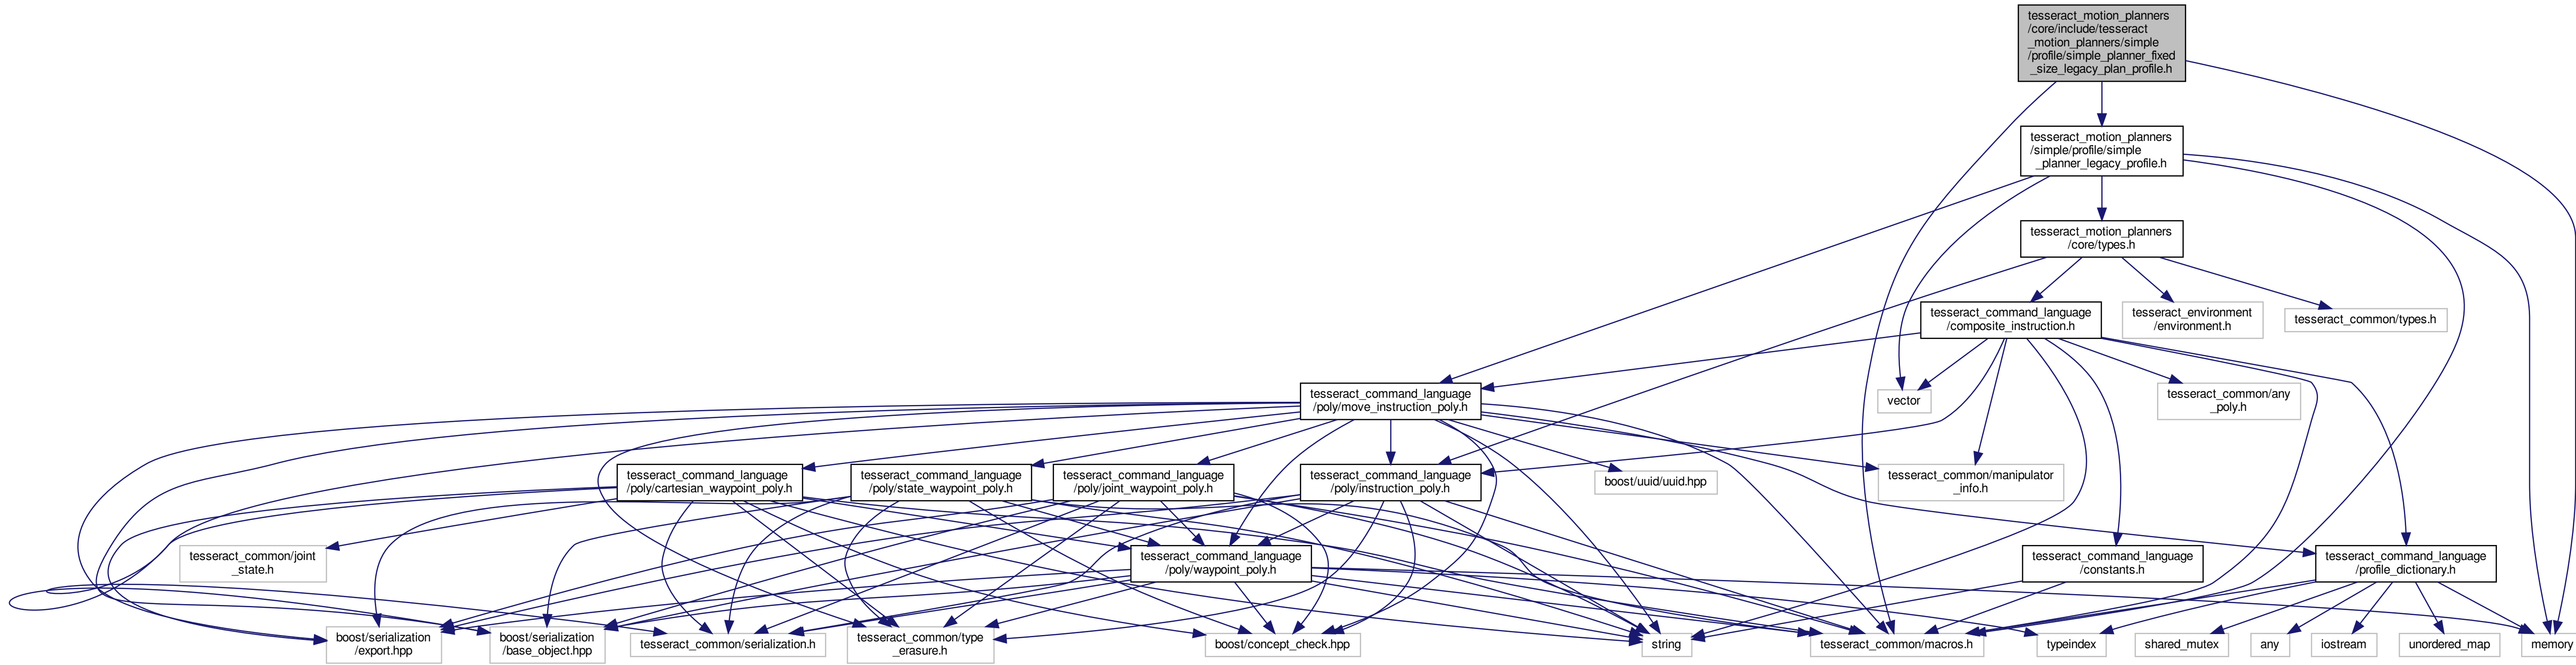 tesseract_motion_planners
/core/include/tesseract
_motion_planners/simple
/profile/simple_planner_fixed
_size_legacy_plan_profile.h
tesseract_motion_planners
/simple/profile/simple
_planner_legacy_profile.h
tesseract_motion_planners
/core/types.h
tesseract_command_language
/composite_instruction.h
tesseract_environment
/environment.h
tesseract_common/types.h
tesseract_command_language
/poly/move_instruction_poly.h
vector
tesseract_common/any
_poly.h
tesseract_command_language
/poly/cartesian_waypoint_poly.h
tesseract_command_language
/poly/state_waypoint_poly.h
tesseract_command_language
/poly/joint_waypoint_poly.h
tesseract_command_language
/poly/instruction_poly.h
boost/uuid/uuid.hpp
tesseract_common/manipulator
_info.h
tesseract_common/joint
_state.h
tesseract_command_language
/poly/waypoint_poly.h
tesseract_command_language
/constants.h
tesseract_command_language
/profile_dictionary.h
boost/serialization
/export.hpp
boost/serialization
/base_object.hpp
tesseract_common/serialization.h
tesseract_common/type
_erasure.h
boost/concept_check.hpp
string
tesseract_common/macros.h
typeindex
shared_mutex
any
iostream
unordered_map
memory